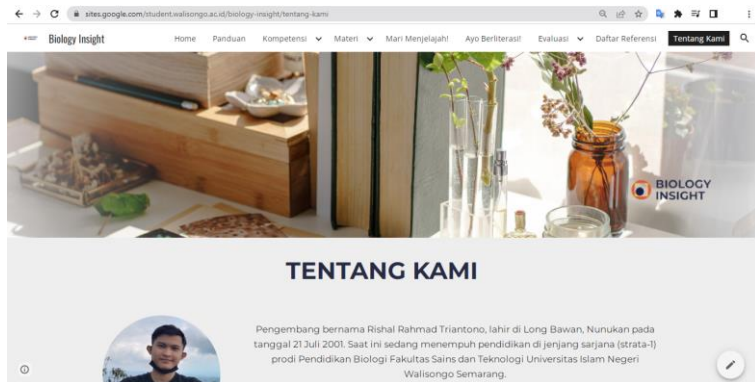 sites.google.com/student.walisongo.ac.id/biology-insight/tentang-kami
Biology Insight Home Panduan Kompetensi Materi Mari Menjelajah! Ayo Berliterasi! Evaluasi Daftar Referensi Tentang Kami
BIOLOGY
INSIGHT
TENTANG KAMI
Pengembang bernama Rishal Rahmad Triantono, lahir di Long Bawan, Nunukan pada
tanggal 21 Juli 2001. Saat ini sedang menempuh pendidikan di jenjang sarjana (strata-1)
prodi Pendidikan Biologi Fakultas Sains dan Teknologi Universitas Islam Negeri
Walisongo Semarang.